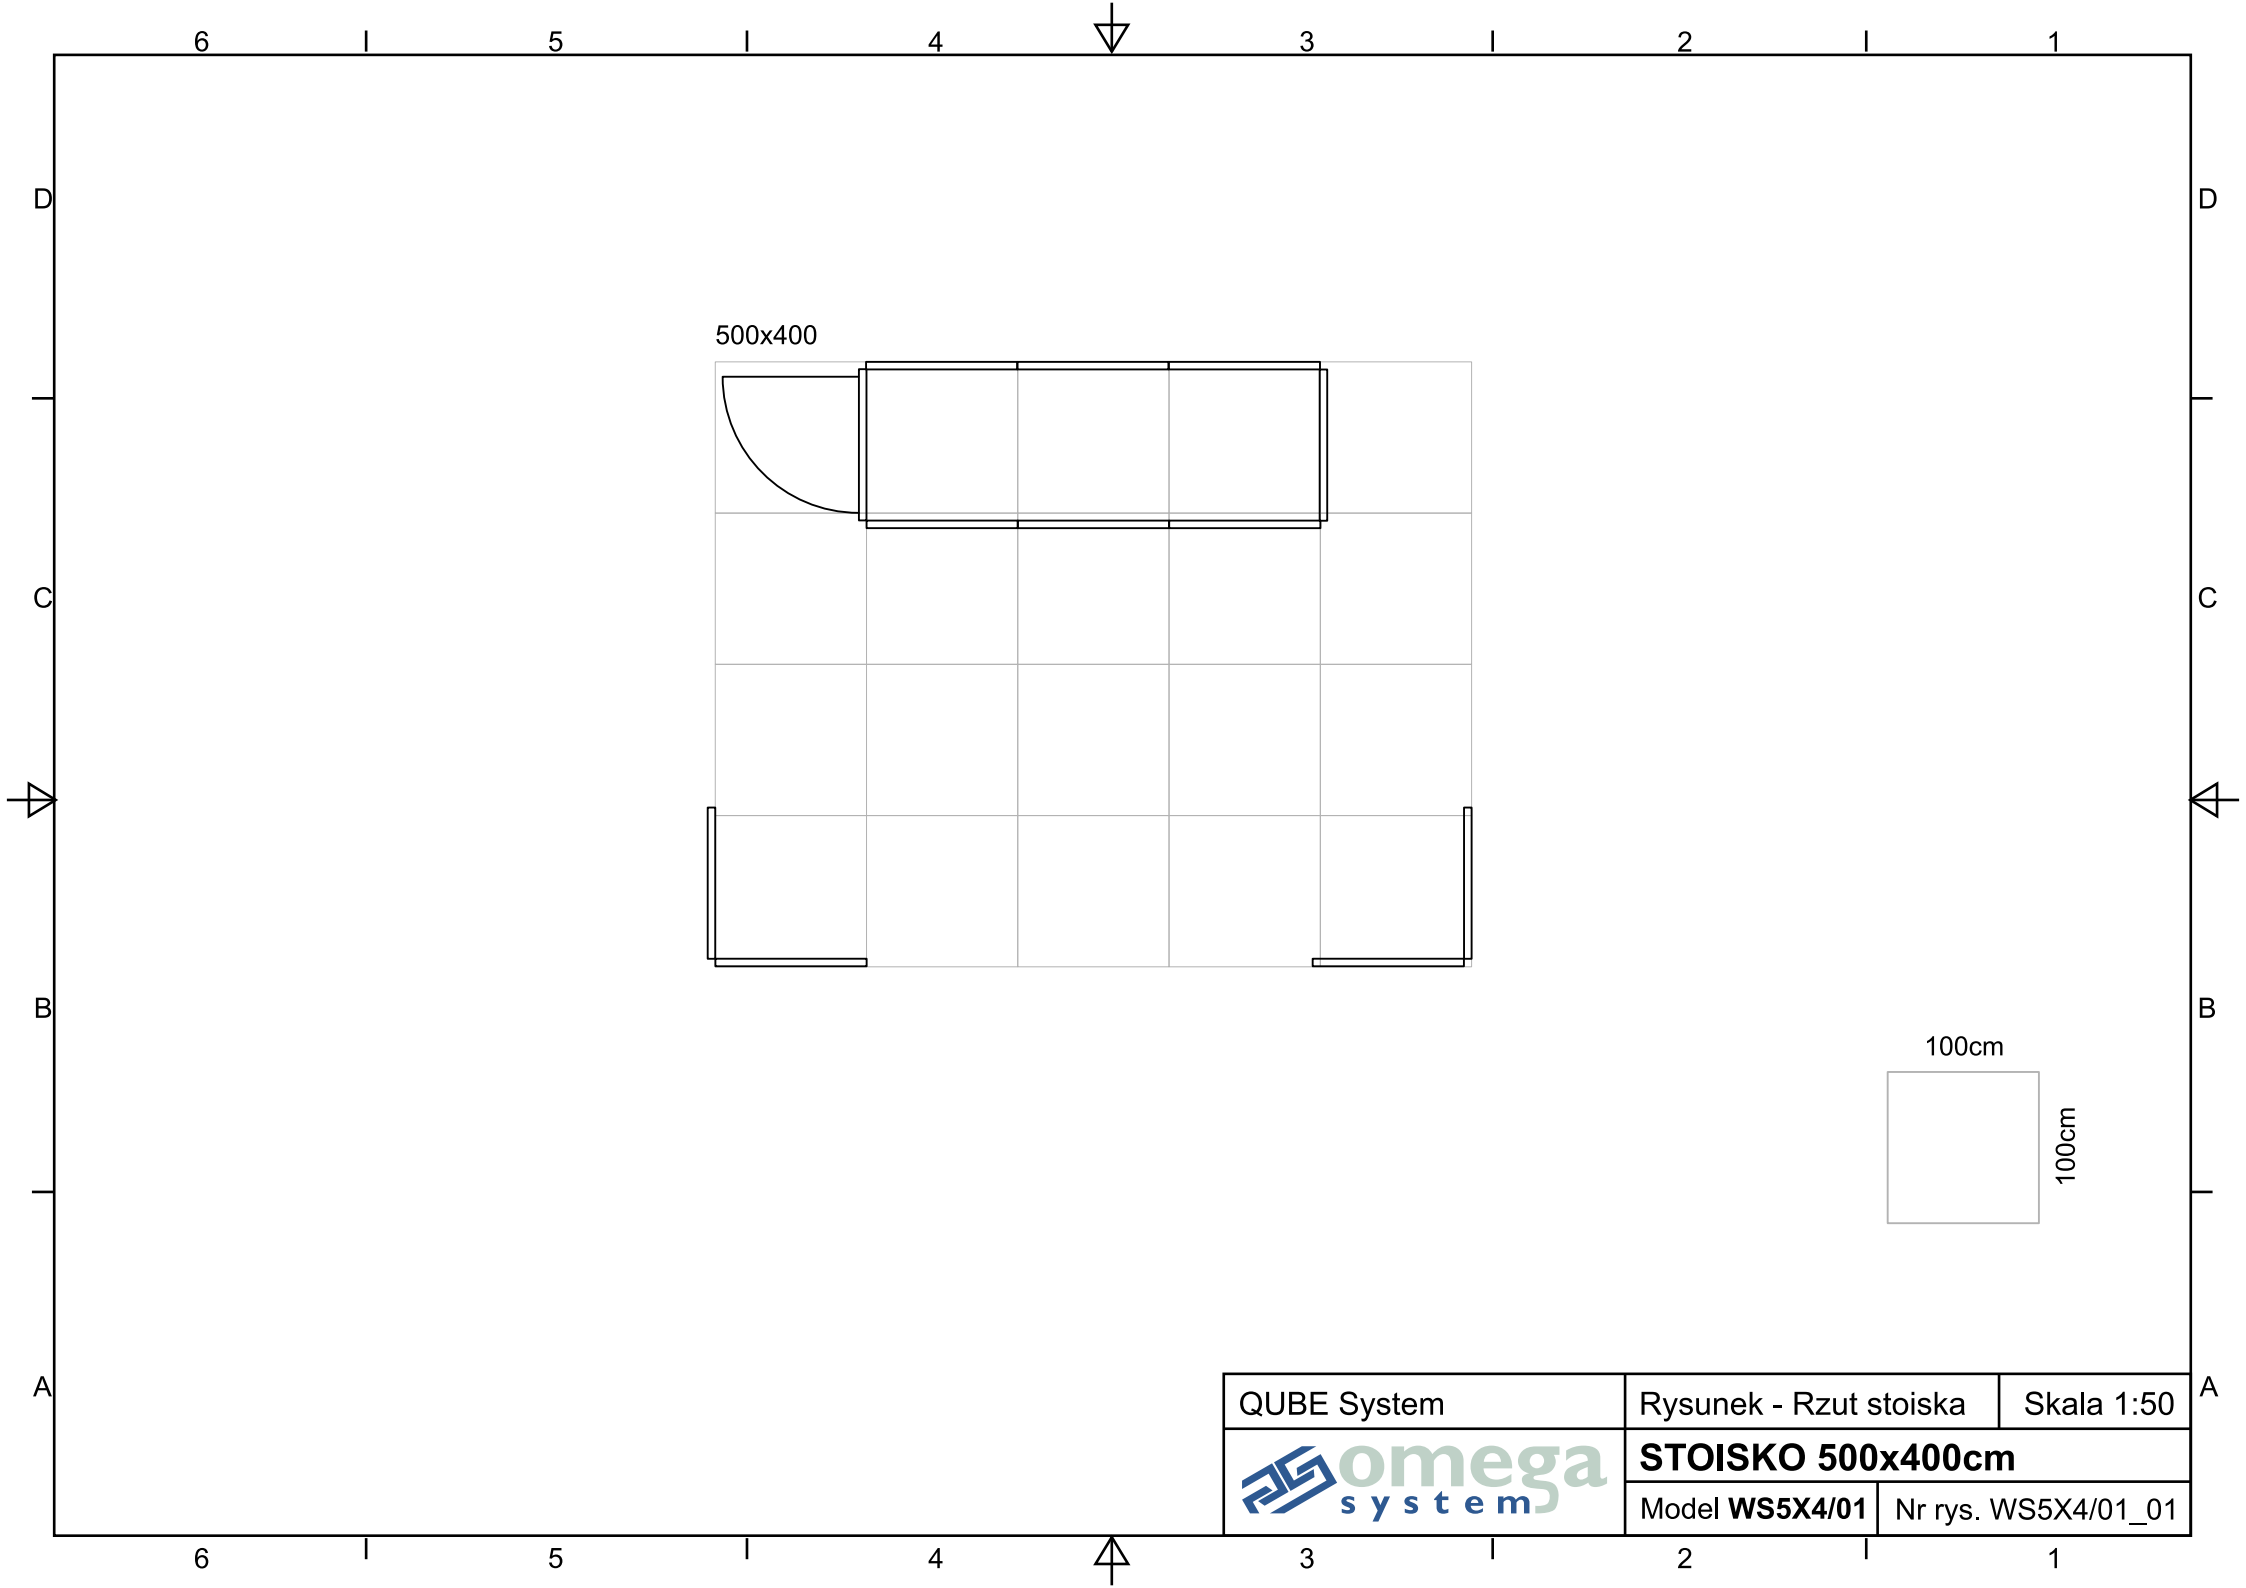 6 5 4 3 2 1
D D
500x400
C C
B B
100cm
100cm
A A
QUBE System
Rysunek - Rzut stoiska
Skala 1:50
omega
system
STOISKO 500x400cm
Model WS5X4/01
Nr rys. WS5X4/01_01
6 5 4 3 2 1